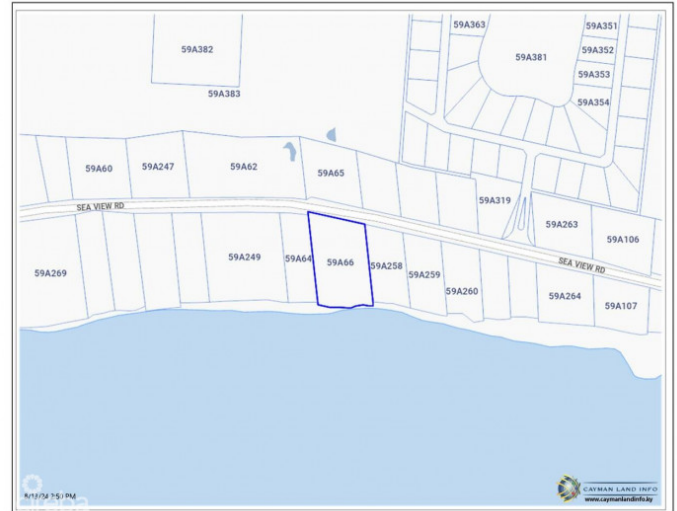 59A363
59A351
59A382
59A352
59A381
59A353
59A383
59A354
59A60
59A247
59A62
59A65
59A319
SEA VIEW RD
59A263
59A106
59A269
59A249
59A64
59A66
59A258
59A259
SEA VIEW RD
59A260
59A264
59A107
CAYMAN LAND INFO
www.caymanlandinfo.ky